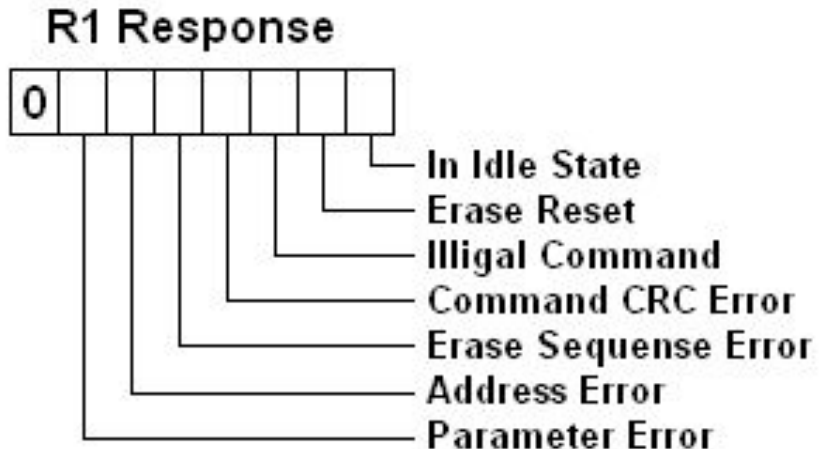 R1 Response
0
In Idle State
Erase Reset
Illigal Command
Command CRC Error
Erase Sequense Error
Address Error
Parameter Error